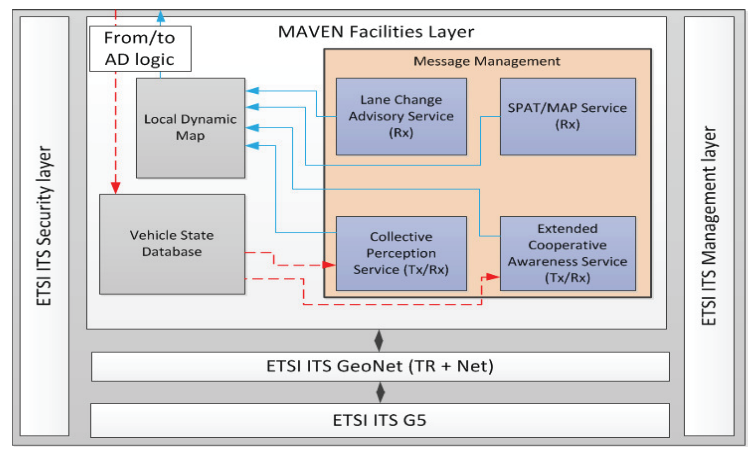 From/to
AD logic
MAVEN Facilities Layer
Message Management
Local Dynamic
Map
Lane Change
Advisory Service
(Rx)
SPAT/MAP Service
(Rx)
Vehicle State
Database
Collective
Perception
Service (Tx/Rx)
Extended
Cooperative
Awareness Service
(Tx/Rx)
ETSI ITS Security layer
ETSI ITS Management layer
ETSI ITS GeoNet (TR + Net)
ETSI ITS G5